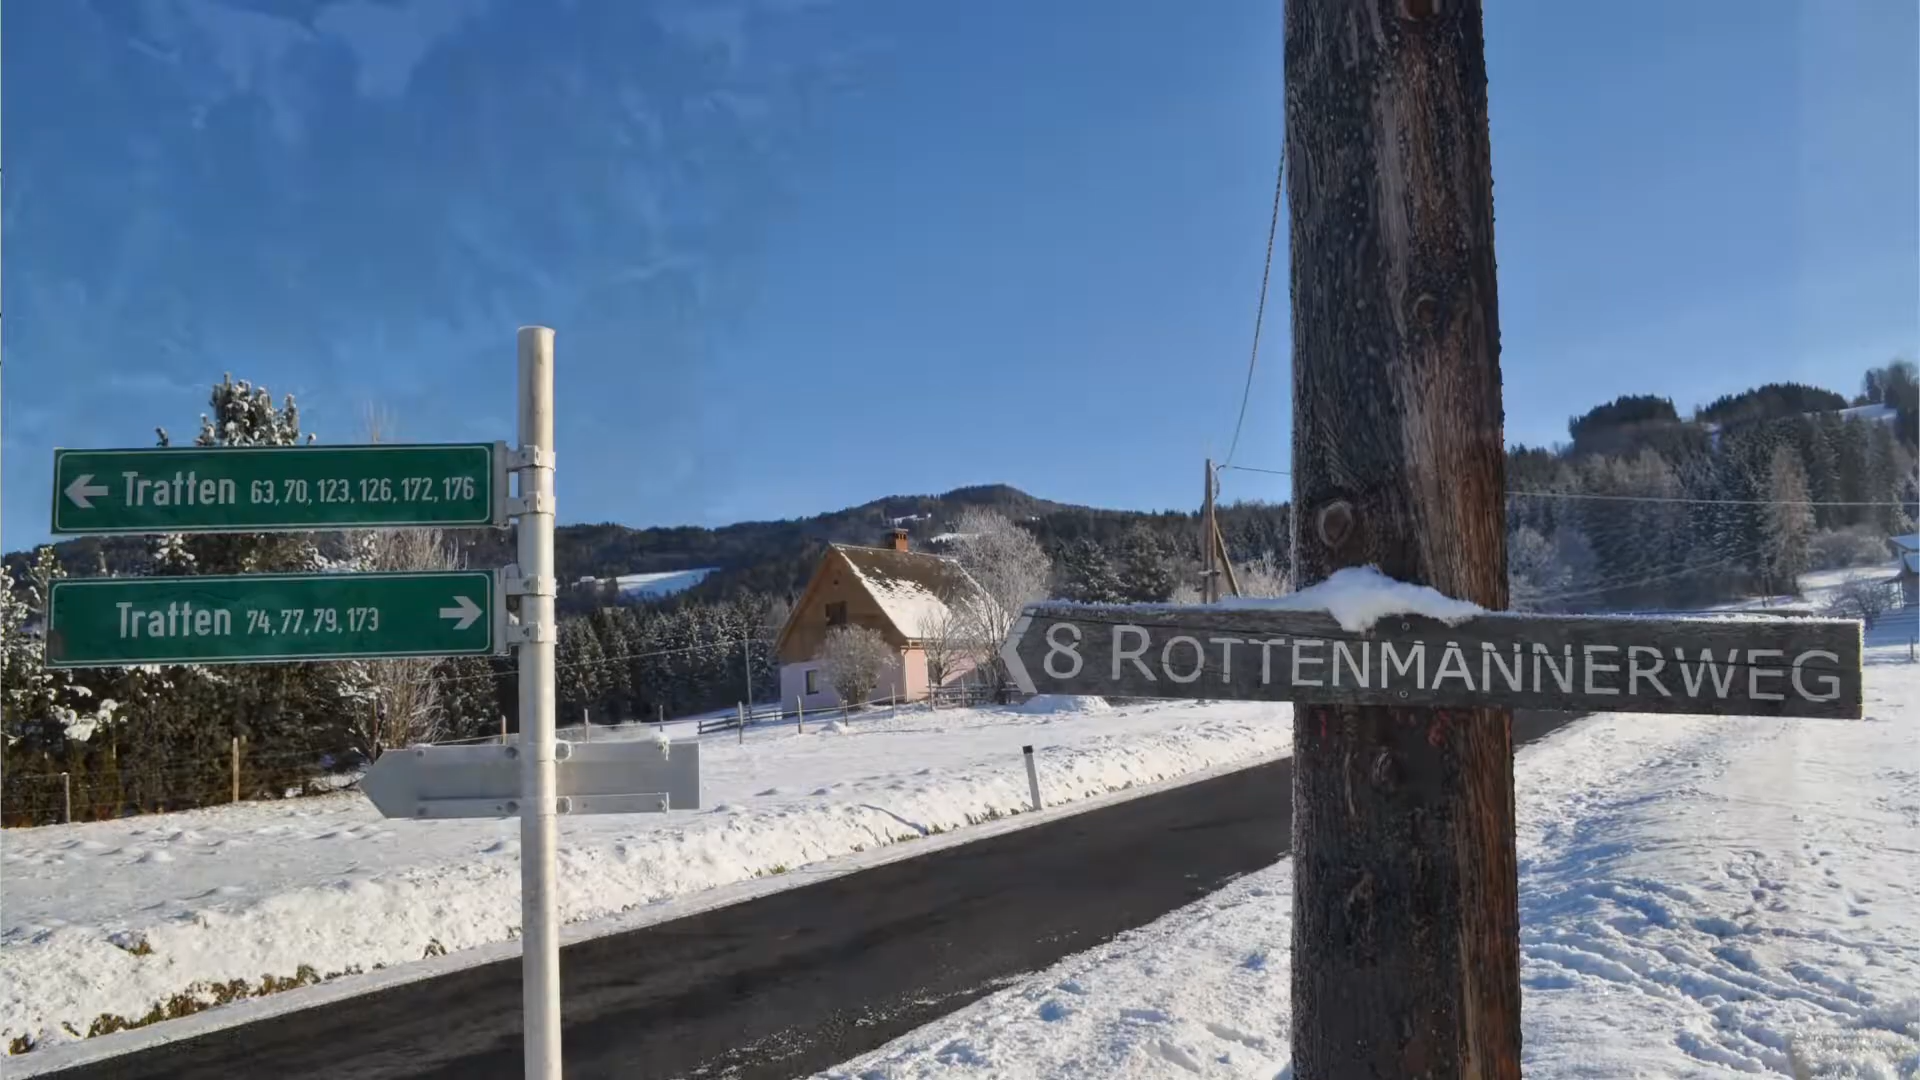 Tratten 63, 70, 123, 126, 172, 176
Tratten 74, 77, 79, 173
8 ROTTENMANNERWEG